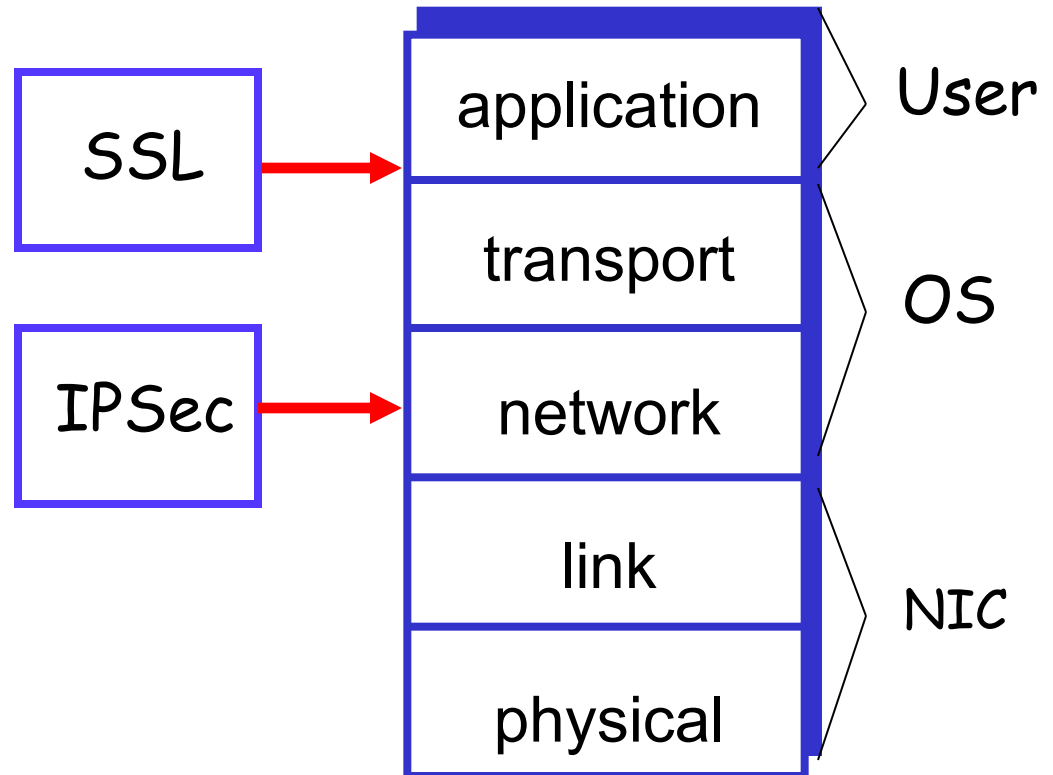 SSL
IPSec
application
transport
network
link
physical
User
OS
NIC